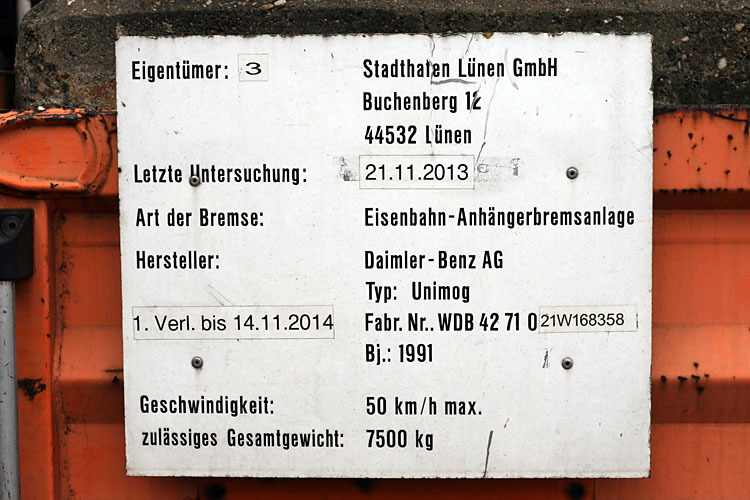 Eigentümer: 3 Stadthafen Lünen GmbH
Buchenberg 12
44532 Lünen
Letzte Untersuchung: 21.11.2013
Art der Bremse: Eisenbahn-Anhängerbremsanlage
Hersteller: Daimler-Benz AG
Typ: Unimog
1. Verl. bis 14.11.2014 Fabr. Nr.. WDB 42 71 0 21W168358
Bj.: 1991
Geschwindigkeit: 50 km/h max.
zulässiges Gesamtgewicht: 7500 kg